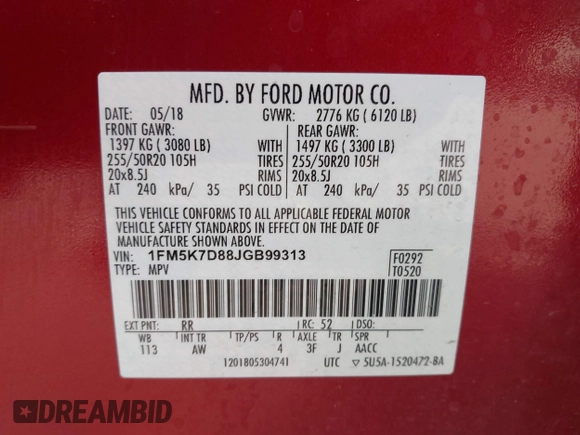 MFD. BY FORD MOTOR CO.
DATE: 05/18 GVWR: 2776 KG ( 6120 LB)
FRONT GAWR: REAR GAWR:
1397 KG ( 3080 LB) WITH 1497 KG ( 3300 LB) WITH
255/50R20 105H TIRES 255/50R20 105H TIRES
20x8.5J RIMS 20x8.5J RIMS
AT 240 kPa/ 35 PSI COLD AT 240 kPa/ 35 PSI COLD
THIS VEHICLE CONFORMS TO ALL APPLICABLE FEDERAL MOTOR
VEHICLE SAFETY STANDARDS IN EFFECT ON THE DATE OF
MANUFACTURE SHOWN ABOVE.
VIN: 1FM5K7D88JGB99313 F0292
TYPE: MPV T0520
EXT PNT: RR RC: 52
WB INT TR TP/PS R AXLE TR SPR
113 AW 4 3F J AACC
1201805304741 UTC ▽ 5U5A-1520472-BA
DREAMBID